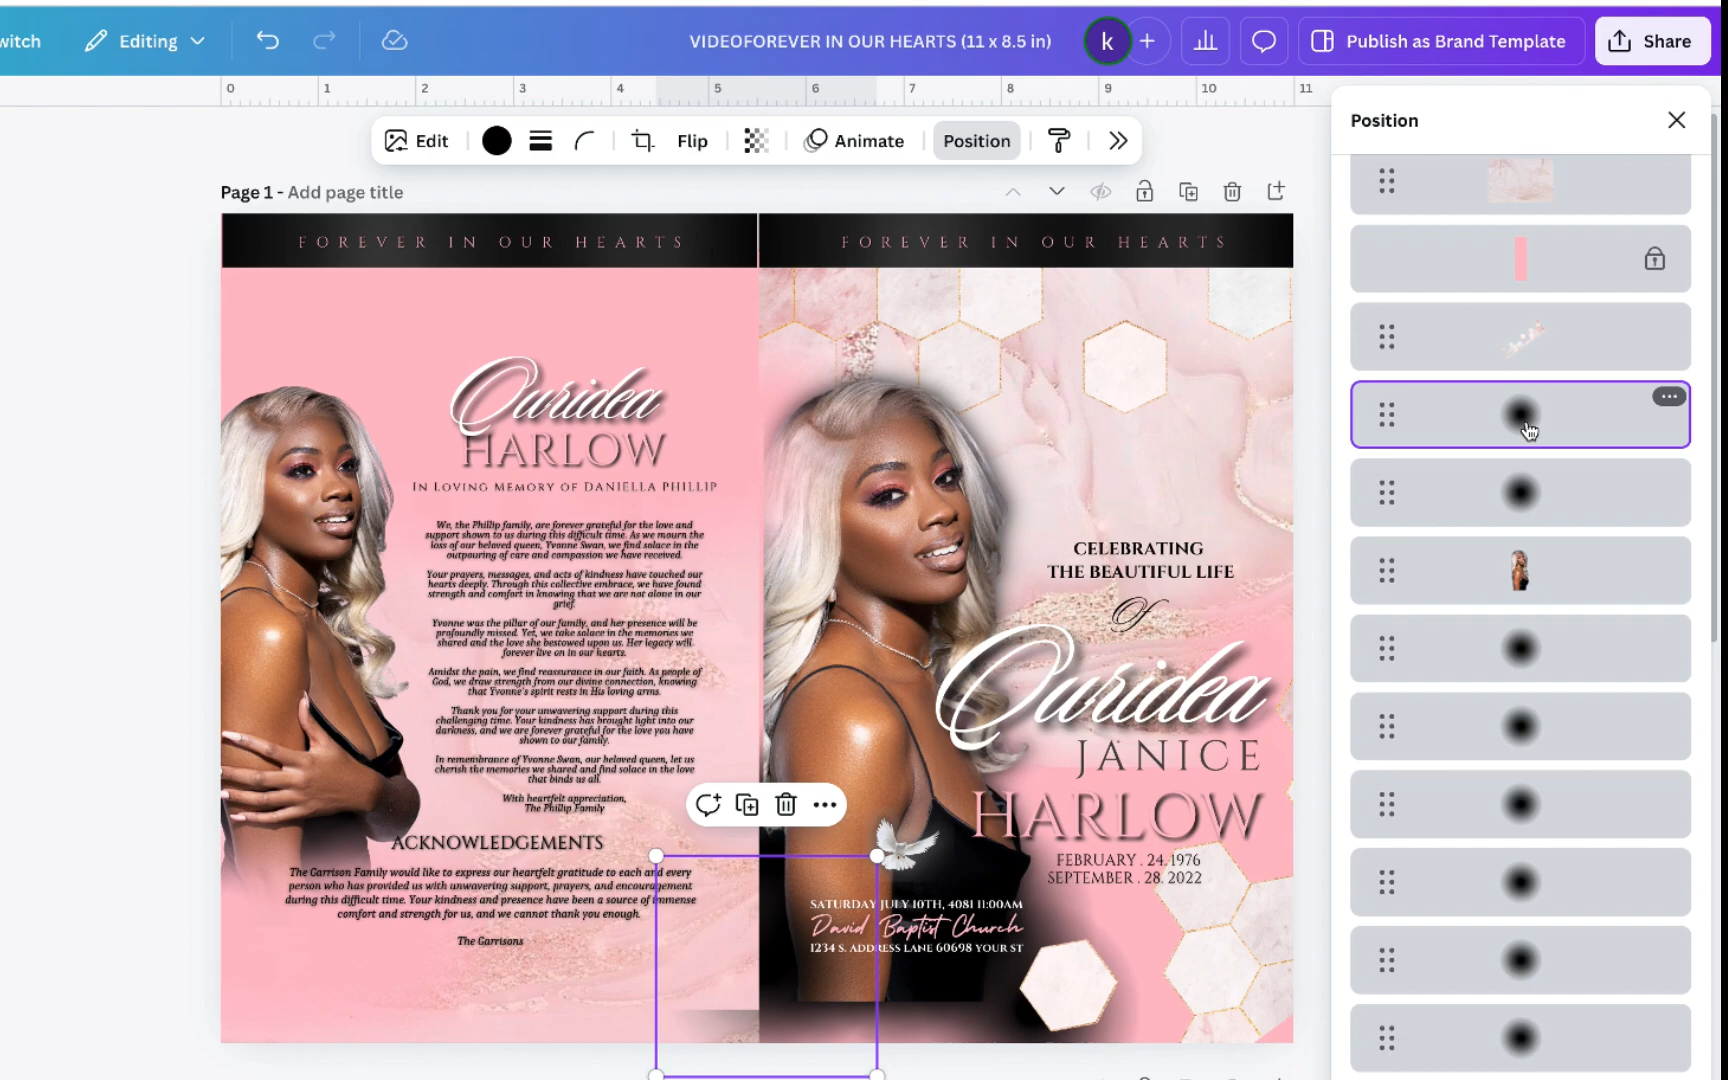 witch
Editing
VIDEOFOREVER IN OUR HEARTS (11 x 8.5 in)
k
Publish as Brand Template
Share
0 1 2 3 4 5 6 7 8 9 10 11
Edit
Flip
Animate
Position
Position
Page 1 - Add page title
FOREVER IN OUR HEARTS
Ouridea
HARLOW
IN LOVING MEMORY OF DANIELLA PHILLIP
We, the Phillip family, are forever grateful for the love and
support shown to us during this difficult time. As we mourn the
loss of our beloved queen, Yvonne Swan, we find solace in the
outpouring of care and compassion we have received.
Your prayers, messages, and acts of kindness have touched our
hearts deeply. Through this collective embrace, we have found
strength and comfort in knowing that we are not alone in our
grief.
Yvonne was the pillar of our family, and her presence will be
profoundly missed. Yet, we take solace in the memories we
shared and the love she bestowed upon us. Her legacy will
forever live on in our hearts.
Amidst the pain, we find reassurance in our faith. As people of
God, we draw strength from our divine connection, knowing
that Yvonne's spirit rests in His loving arms.
Thank you for your unwavering support during this
challenging time. Your kindness has brought light into our
darkness, and we are forever grateful for the love you have
shown to our family.
In remembrance of Yvonne Swan, our beloved queen, let us
cherish the memories we shared and find solace in the love
that binds us all.
With heartfelt appreciation,
The Phillip Family
ACKNOWLEDGEMENTS
The Garrison Family would like to express our heartfelt gratitude to each and every
person who has provided us with unwavering support, prayers, and encouragement
during this difficult time. Your kindness and presence have been a source of immense
comfort and strength for us, and we cannot thank you enough.
The Garrisons
FOREVER IN OUR HEARTS
CELEBRATING
THE BEAUTIFUL LIFE
Of
Ouridea
JANICE
HARLOW
FEBRUARY . 24. 1976
SEPTEMBER . 28. 2022
SATURDAY JULY 10TH, 4081 11:00AM
David Baptist Church
1234 S. ADDRESS LANE 60698 YOUR ST